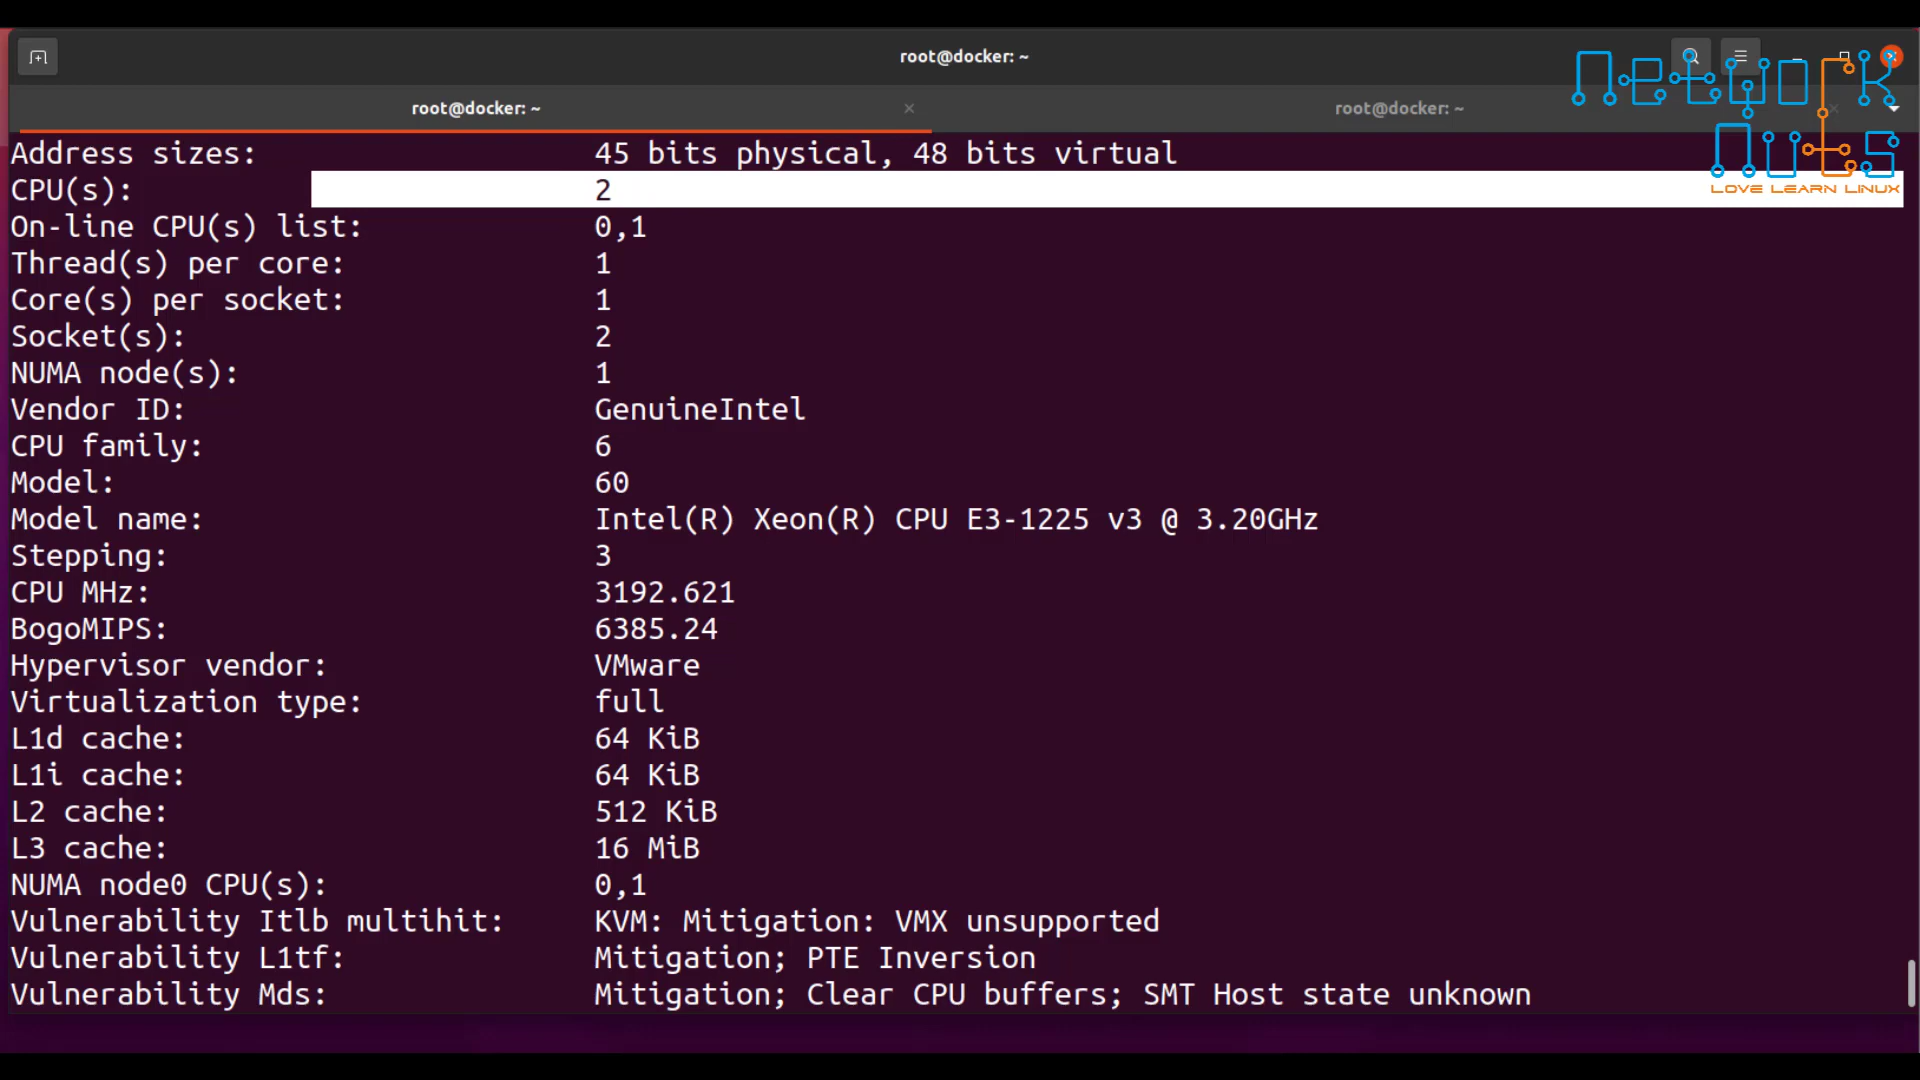 root@docker: ~
root@docker: ~
root@docker: ~
Network
Nuts
LOVE LEARN LINUX
Address sizes: 45 bits physical, 48 bits virtual
CPU(s): 2
On-line CPU(s) list: 0,1
Thread(s) per core: 1
Core(s) per socket: 1
Socket(s): 2
NUMA node(s): 1
Vendor ID: GenuineIntel
CPU family: 6
Model: 60
Model name: Intel(R) Xeon(R) CPU E3-1225 v3 @ 3.20GHz
Stepping: 3
CPU MHz: 3192.621
BogoMIPS: 6385.24
Hypervisor vendor: VMware
Virtualization type: full
L1d cache: 64 KiB
L1i cache: 64 KiB
L2 cache: 512 KiB
L3 cache: 16 MiB
NUMA node0 CPU(s): 0,1
Vulnerability Itlb multihit: KVM: Mitigation: VMX unsupported
Vulnerability L1tf: Mitigation; PTE Inversion
Vulnerability Mds: Mitigation; Clear CPU buffers; SMT Host state unknown